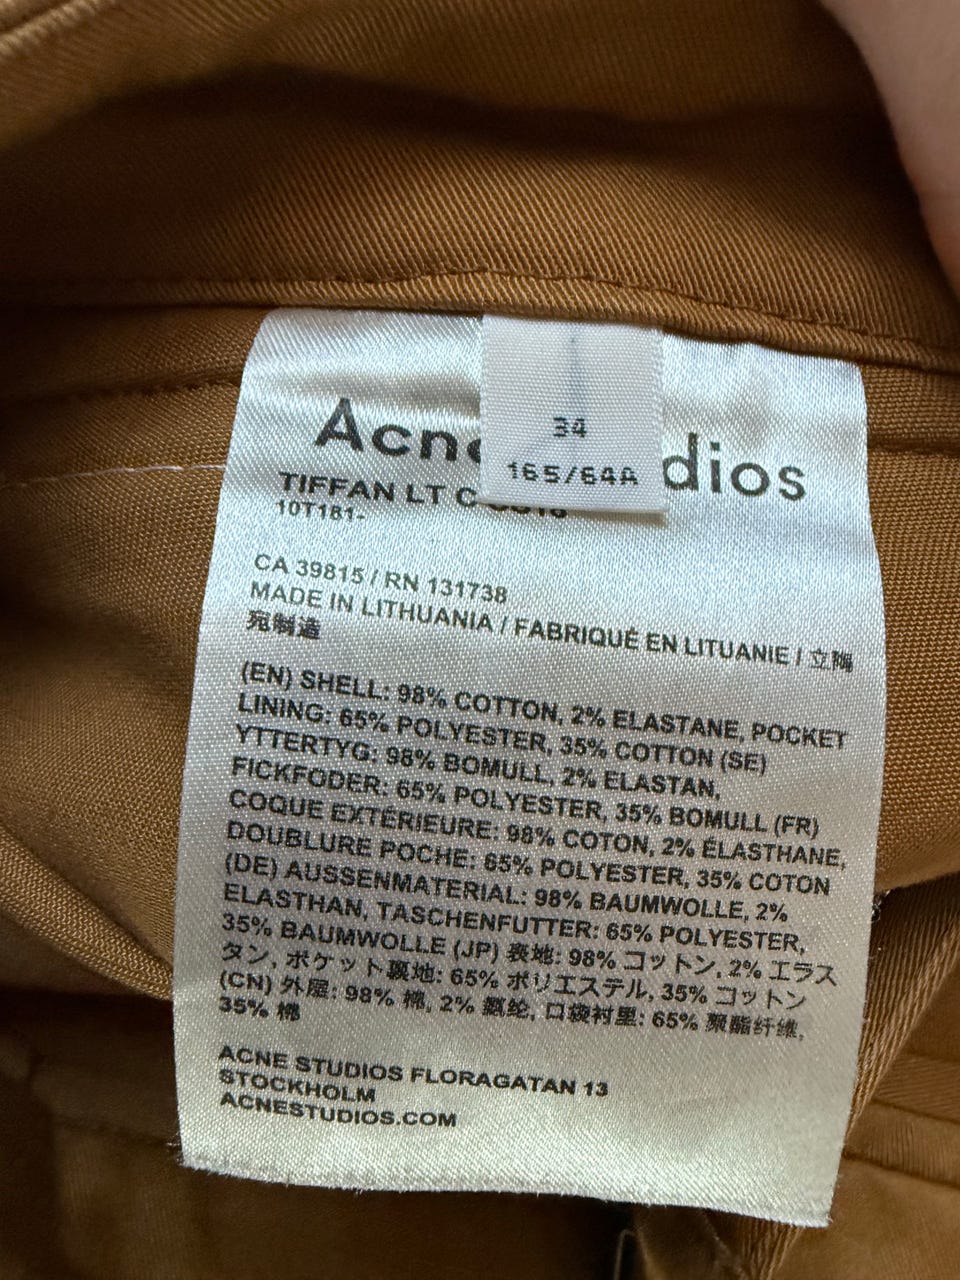 34
165/64A
Acne Studios
TIFFAN LT C
10T181-
CA 39815 / RN 131738
MADE IN LITHUANIA / FABRIQUÉ EN LITUANIE / 立陶
宛制造
(EN) SHELL: 98% COTTON, 2% ELASTANE, POCKET
LINING: 65% POLYESTER, 35% COTTON (SE)
YTTERTYG: 98% BOMULL, 2% ELASTAN,
FICKFODER: 65% POLYESTER, 35% BOMULL (FR)
COQUE EXTÉRIEURE: 98% COTON, 2% ÉLASTHANE,
DOUBLURE POCHE: 65% POLYESTER, 35% COTON
(DE) AUSSENMATERIAL: 98% BAUMWOLLE, 2%
ELASTHAN, TASCHENFUTTER: 65% POLYESTER,
35% BAUMWOLLE (JP) 表地: 98% コットン, 2% エラス
タン, ポケット裏地: 65% ポリエステル, 35% コットン
(CN) 外层: 98% 棉, 2% 氨纶, 口袋衬里: 65% 聚酯纤维,
35% 棉
ACNE STUDIOS FLORAGATAN 13
STOCKHOLM
ACNESTUDIOS.COM